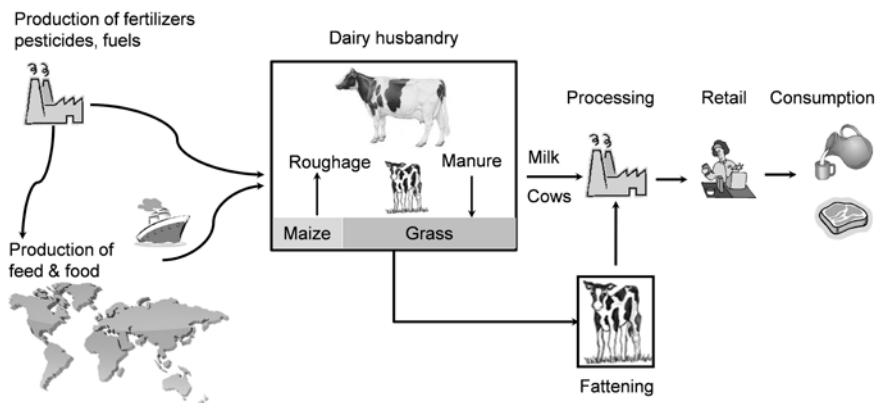 Production of fertilizers
pesticides, fuels
Dairy husbandry
Processing
Retail
Consumption
Roughage
Manure
Milk
Cows
Maize
Grass
Production of
feed & food
Fattening